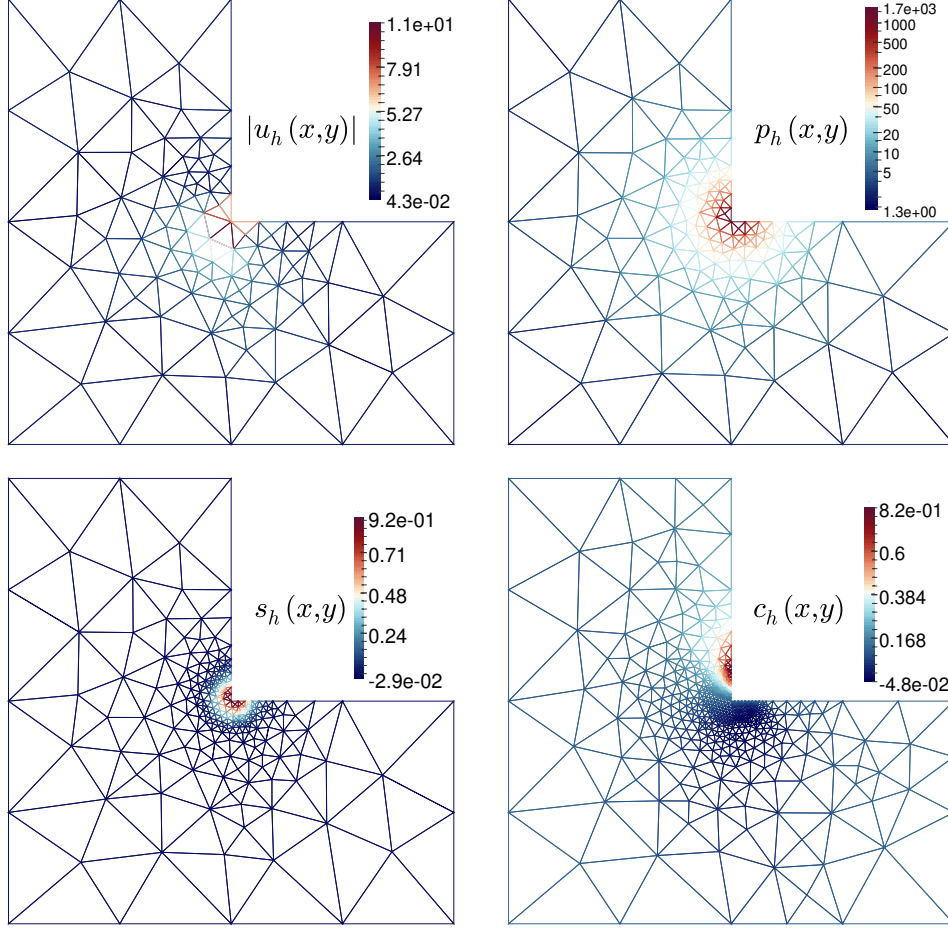 1.1e+01
7.91
5.27
2.64
4.3e-02
|u_h(x,y)|
1.7e+03
1000
500
200
100
50
20
10
5
1.3e+00
p_h(x,y)
9.2e-01
0.71
0.48
0.24
-2.9e-02
s_h(x,y)
8.2e-01
0.6
0.384
0.168
-4.8e-02
c_h(x,y)